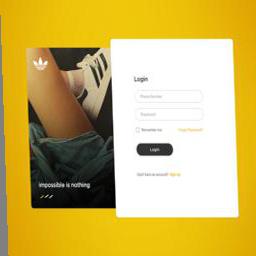 impossible is nothing
Login
Phone Number
Password
Remember me
Forgot Password?
Login
Don't have an account? Sign up